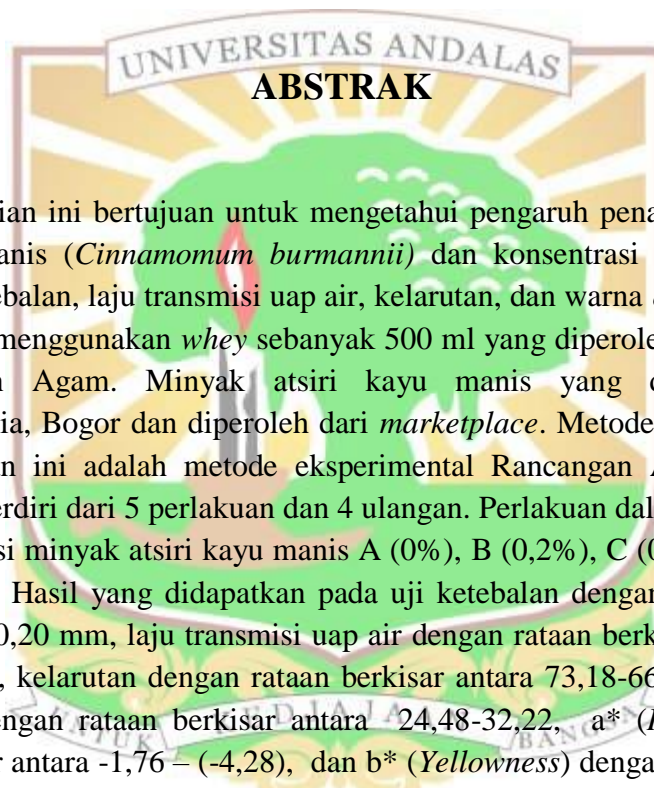 UNIVERSITAS ANDALAS
ABSTRAK
ian ini bertujuan untuk mengetahui pengaruh pena
anis (Cinnamomum burmannii) dan konsentrasi
ebalan, laju transmisi uap air, kelarutan, dan warna
menggunakan whey sebanyak 500 ml yang diperole
Agam. Minyak atsiri kayu manis yang d
ia, Bogor dan diperoleh dari marketplace. Metode
an ini adalah metode eksperimental Rancangan A
erdiri dari 5 perlakuan dan 4 ulangan. Perlakuan dal
si minyak atsiri kayu manis A (0%), B (0,2%), C (0
Hasil yang didapatkan pada uji ketebalan dengan
0,20 mm, laju transmisi uap air dengan rataan berk
, kelarutan dengan rataan berkisar antara 73,18-66
engan rataan berkisar antara 24,48-32,22, a* (
r antara -1,76 – (-4,28), dan b* (Yellowness) denga
UNTUK KEDJAJAAN BANGSA